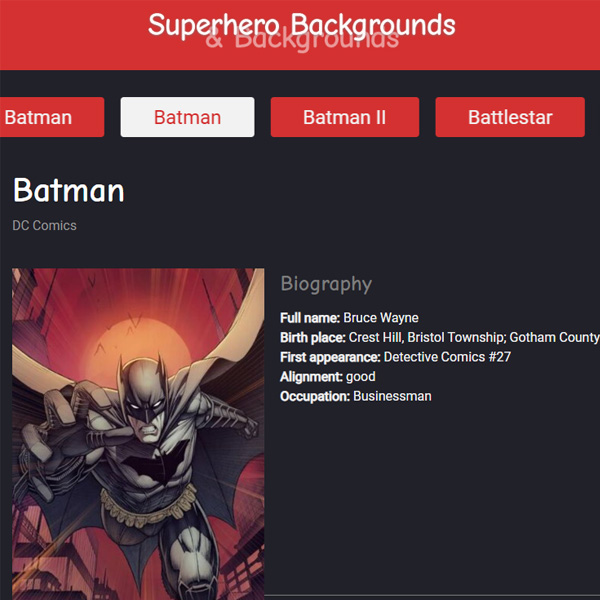 Superhero Backgrounds
& Backgrounds
Batman
Batman
Batman II
Battlestar
Batman
DC Comics
Biography
Full name: Bruce Wayne
Birth place: Crest Hill, Bristol Township; Gotham County
First appearance: Detective Comics #27
Alignment: good
Occupation: Businessman